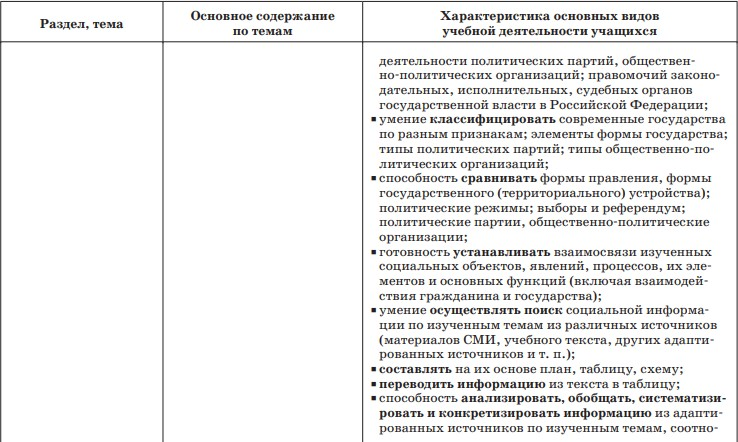 Раздел, тема
Основное содержание
по темам
Характеристика основных видов
учебной деятельности учащихся
деятельности политических партий, обществен-
но-политических организаций; правомочий законо-
дательных, исполнительных, судебных органов
государственной власти в Российской Федерации;
▪ умение классифицировать современные государства
по разным признакам; элементы формы государства;
типы политических партий; типы общественно-по-
литических организаций;
▪ способность сравнивать формы правления, формы
государственного (территориального) устройства);
политические режимы; выборы и референдум;
политические партии, общественно-политические
организации;
▪ готовность устанавливать взаимосвязи изученных
социальных объектов, явлений, процессов, их эле-
ментов и основных функций (включая взаимодей-
ствия гражданина и государства);
▪ умение осуществлять поиск социальной информа-
ции по изученным темам из различных источников
(материалов СМИ, учебного текста, других адапти-
рованных источников и т. п.);
▪ составлять на их основе план, таблицу, схему;
▪ переводить информацию из текста в таблицу;
▪ способность анализировать, обобщать, систематизи-
ровать и конкретизировать информацию из адапти-
рованных источников по изученным темам, соотно-